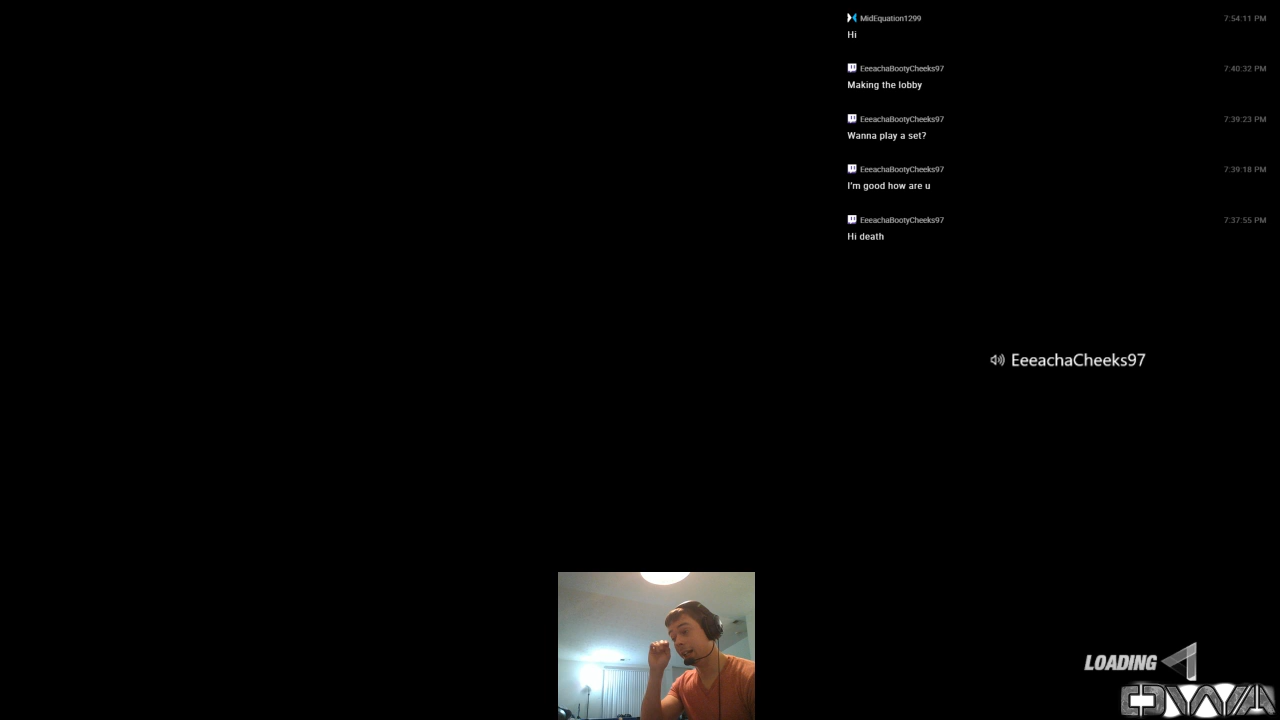 MidEquation1299 7:54:11 PM
Hi
EeeachaBootyCheeks97 7:40:32 PM
Making the lobby
EeeachaBootyCheeks97 7:39:23 PM
Wanna play a set?
EeeachaBootyCheeks97 7:39:18 PM
I'm good how are u
EeeachaBootyCheeks97 7:37:55 PM
Hi death
EeeachaCheeks97
LOADING